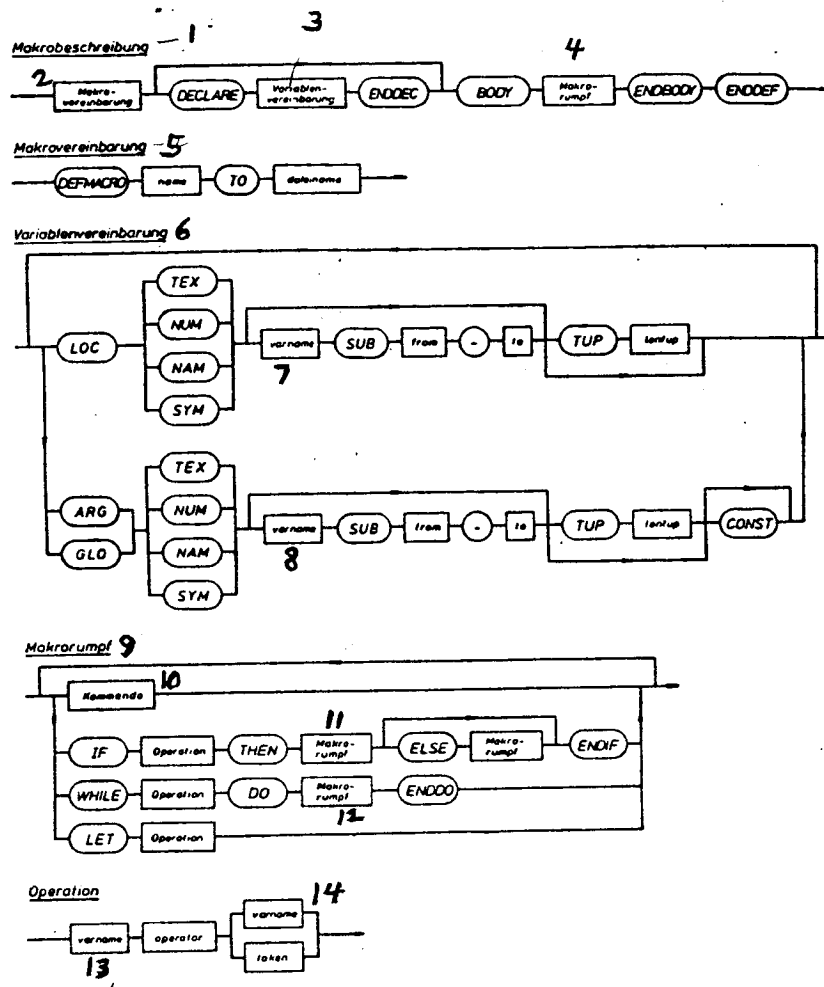 Makrobeschreibung 1
3
4
2 Makro-
vereinbarung
DECLARE
Variablen-
vereinbarung
ENDDEC
BODY
Makro-
rumpf
ENDBODY
ENDDEF
Makrovereinbarung 5
DEFMACRO name TO dateiname
Variablenvereinbarung 6
TEX
NUM
LOC
NAM
SYM
varname SUB from - to TUP lentup
7
TEX
ARG
NUM
GLO
NAM
SYM
varname SUB from - to TUP lentup CONST
8
Makrorumpf 9
Kommando 10
11
IF Operation THEN Makro-
rumpf
ELSE Makro-
rumpf
ENDIF
WHILE Operation DO Makro-
rumpf
ENDDO
12
LET Operation
Operation
14
varname operator varname
token
13